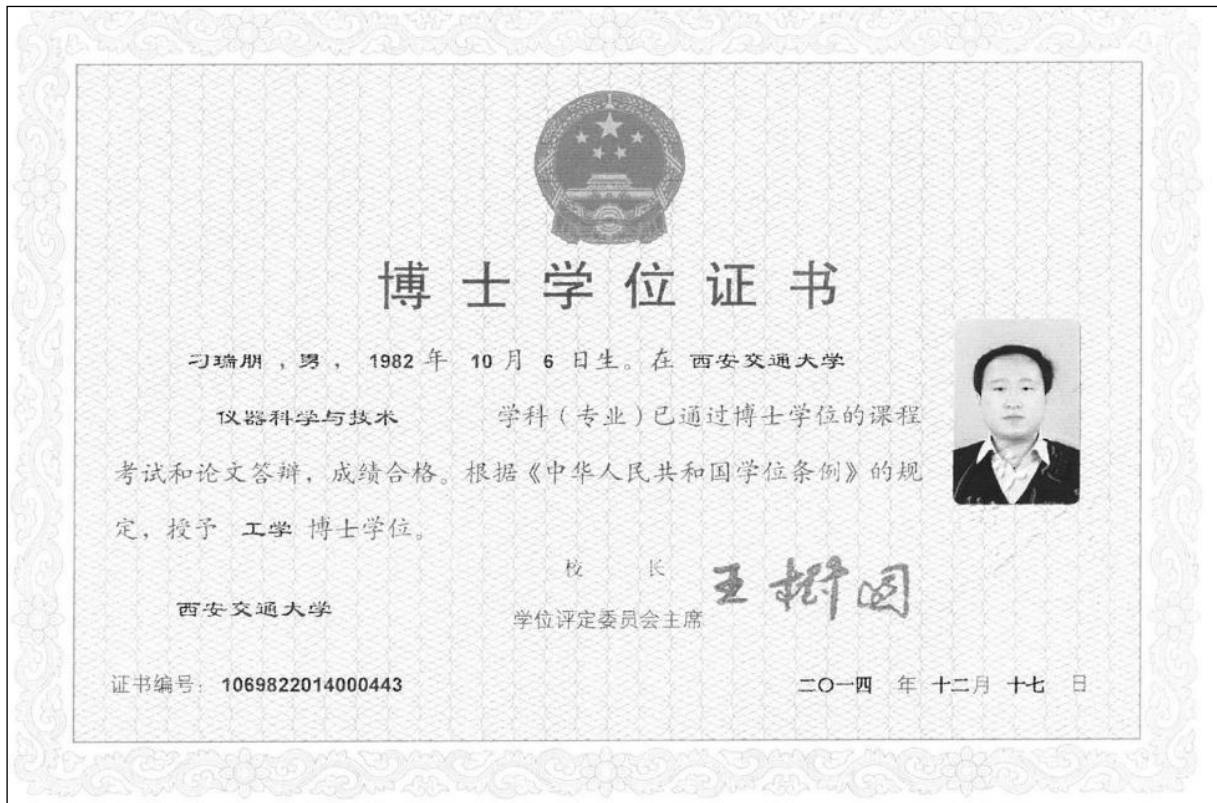 博士学位证书
刁瑞朋，男，1982年10月6日生。在 西安交通大学
仪器科学与技术 学科（专业）已通过博士学位的课程
考试和论文答辩，成绩合格。根据《中华人民共和国学位条例》的规
定，授予 工学 博士学位。
校 长 王树国
西安交通大学 学位评定委员会主席
证书编号：1069822014000443 二〇一四 年 十二月 十七 日